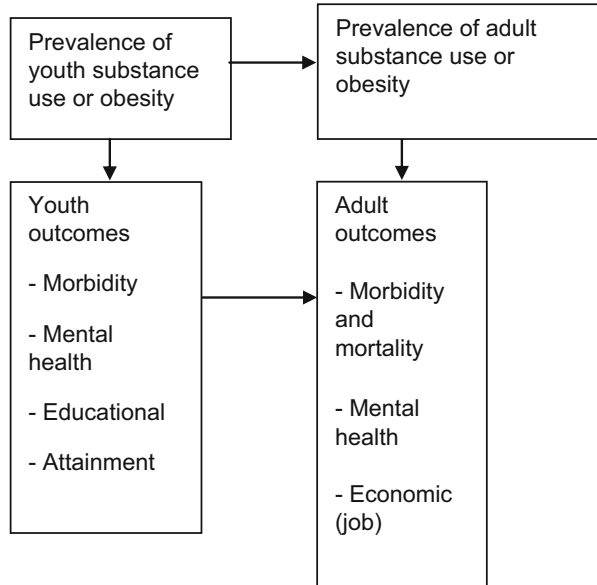 Prevalence of
youth substance
use or obesity
Prevalence of adult
substance use or
obesity
Youth
outcomes
- Morbidity
- Mental
health
- Educational
- Attainment
Adult
outcomes
- Morbidity
and
mortality
- Mental
health
- Economic
(job)